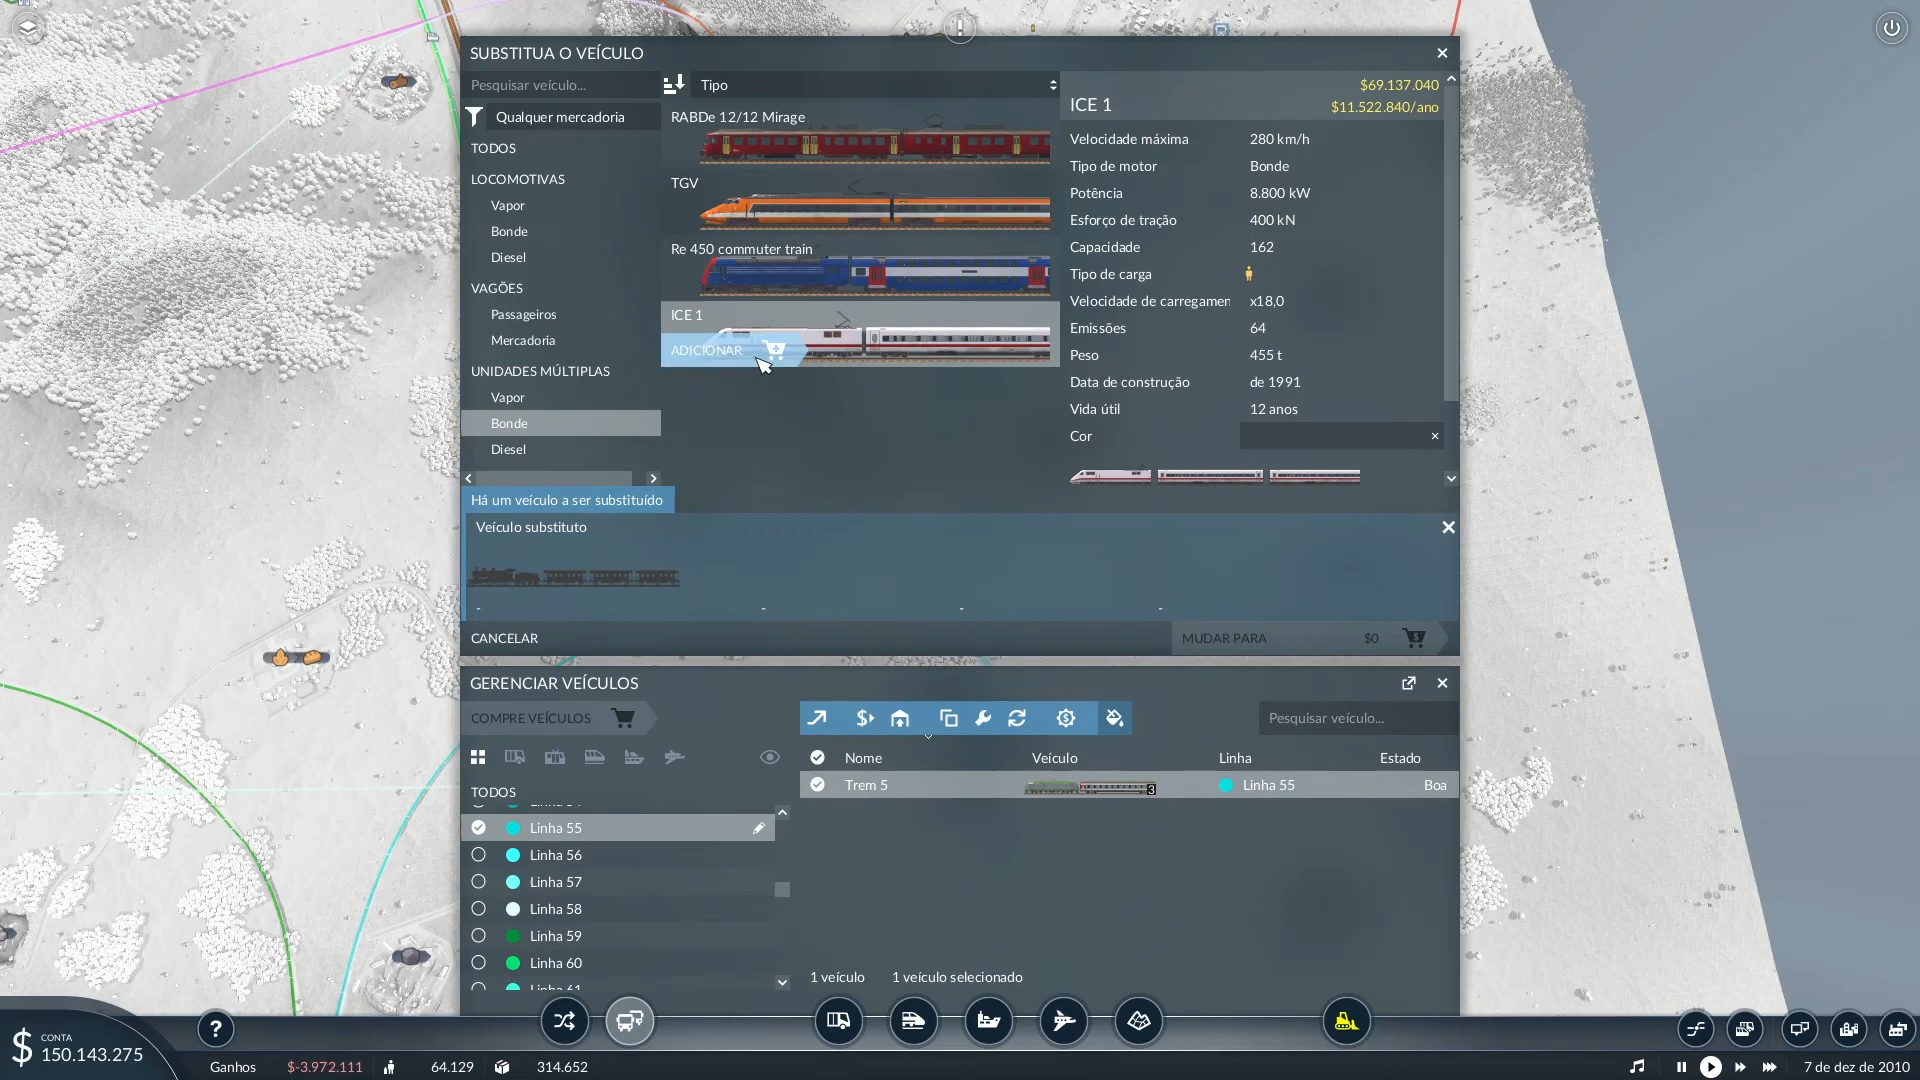 SUBSTITUA O VEÍCULO
Pesquisar veículo...
Tipo
Qualquer mercadoria
TODOS
LOCOMOTIVAS
Vapor
Bonde
Diesel
VAGÕES
Passageiros
Mercadoria
UNIDADES MÚLTIPLAS
Vapor
Bonde
Diesel
RABDe 12/12 Mirage
TGV
Re 450 commuter train
ICE 1
ADICIONAR
$69.137.040
ICE 1
$11.522.840/ano
Velocidade máxima 280 km/h
Tipo de motor Bonde
Potência 8.800 kW
Esforço de tração 400 kN
Capacidade 162
Tipo de carga
Velocidade de carregamen x18,0
Emissões 64
Peso 455 t
Data de construção de 1991
Vida útil 12 anos
Cor
Há um veículo a ser substituído
Veículo substituto
- - - -
CANCELAR
MUDAR PARA $0
GERENCIAR VEÍCULOS
COMPRE VEÍCULOS
Pesquisar veículo...
Nome Veículo Linha Estado
Trem 5 3 Linha 55 Boa
TODOS
Linha 55
Linha 56
Linha 57
Linha 58
Linha 59
Linha 60
Linha 61
1 veículo 1 veículo selecionado
CONTA
150.143.275
Ganhos $-3.972.111 64.129 314.652
7 de dez de 2010